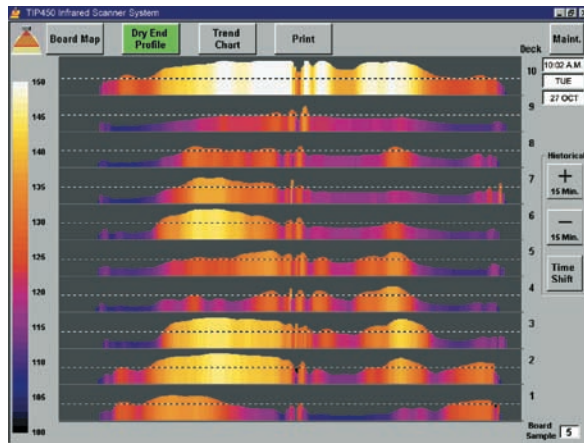 TIP450 Infrared Scanner System
Board Map
Dry End
Profile
Trend
Chart
Print
Maint.
Deck
10:02 A.M.
TUE
27 OCT
150
145
140
135
130
125
120
115
110
105
100
10
9
8
7
6
5
4
3
2
1
Historical
+
15 Min.
—
15 Min.
Time
Shift
Board
Sample 5